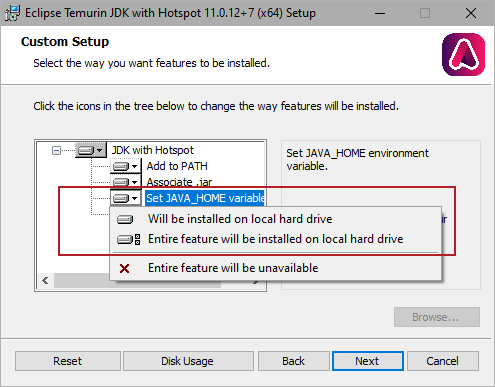 Eclipse Temurin JDK with Hotspot 11.0.12+7 (x64) Setup
Custom Setup
Select the way you want features to be installed.
Click the icons in the tree below to change the way features will be installed.
JDK with Hotspot
Add to PATH
Associate .jar
Set JAVA_HOME variable
Set JAVA_HOME environment
variable.
Will be installed on local hard drive
Entire feature will be installed on local hard drive
Entire feature will be unavailable
Browse...
Reset
Disk Usage
Back
Next
Cancel